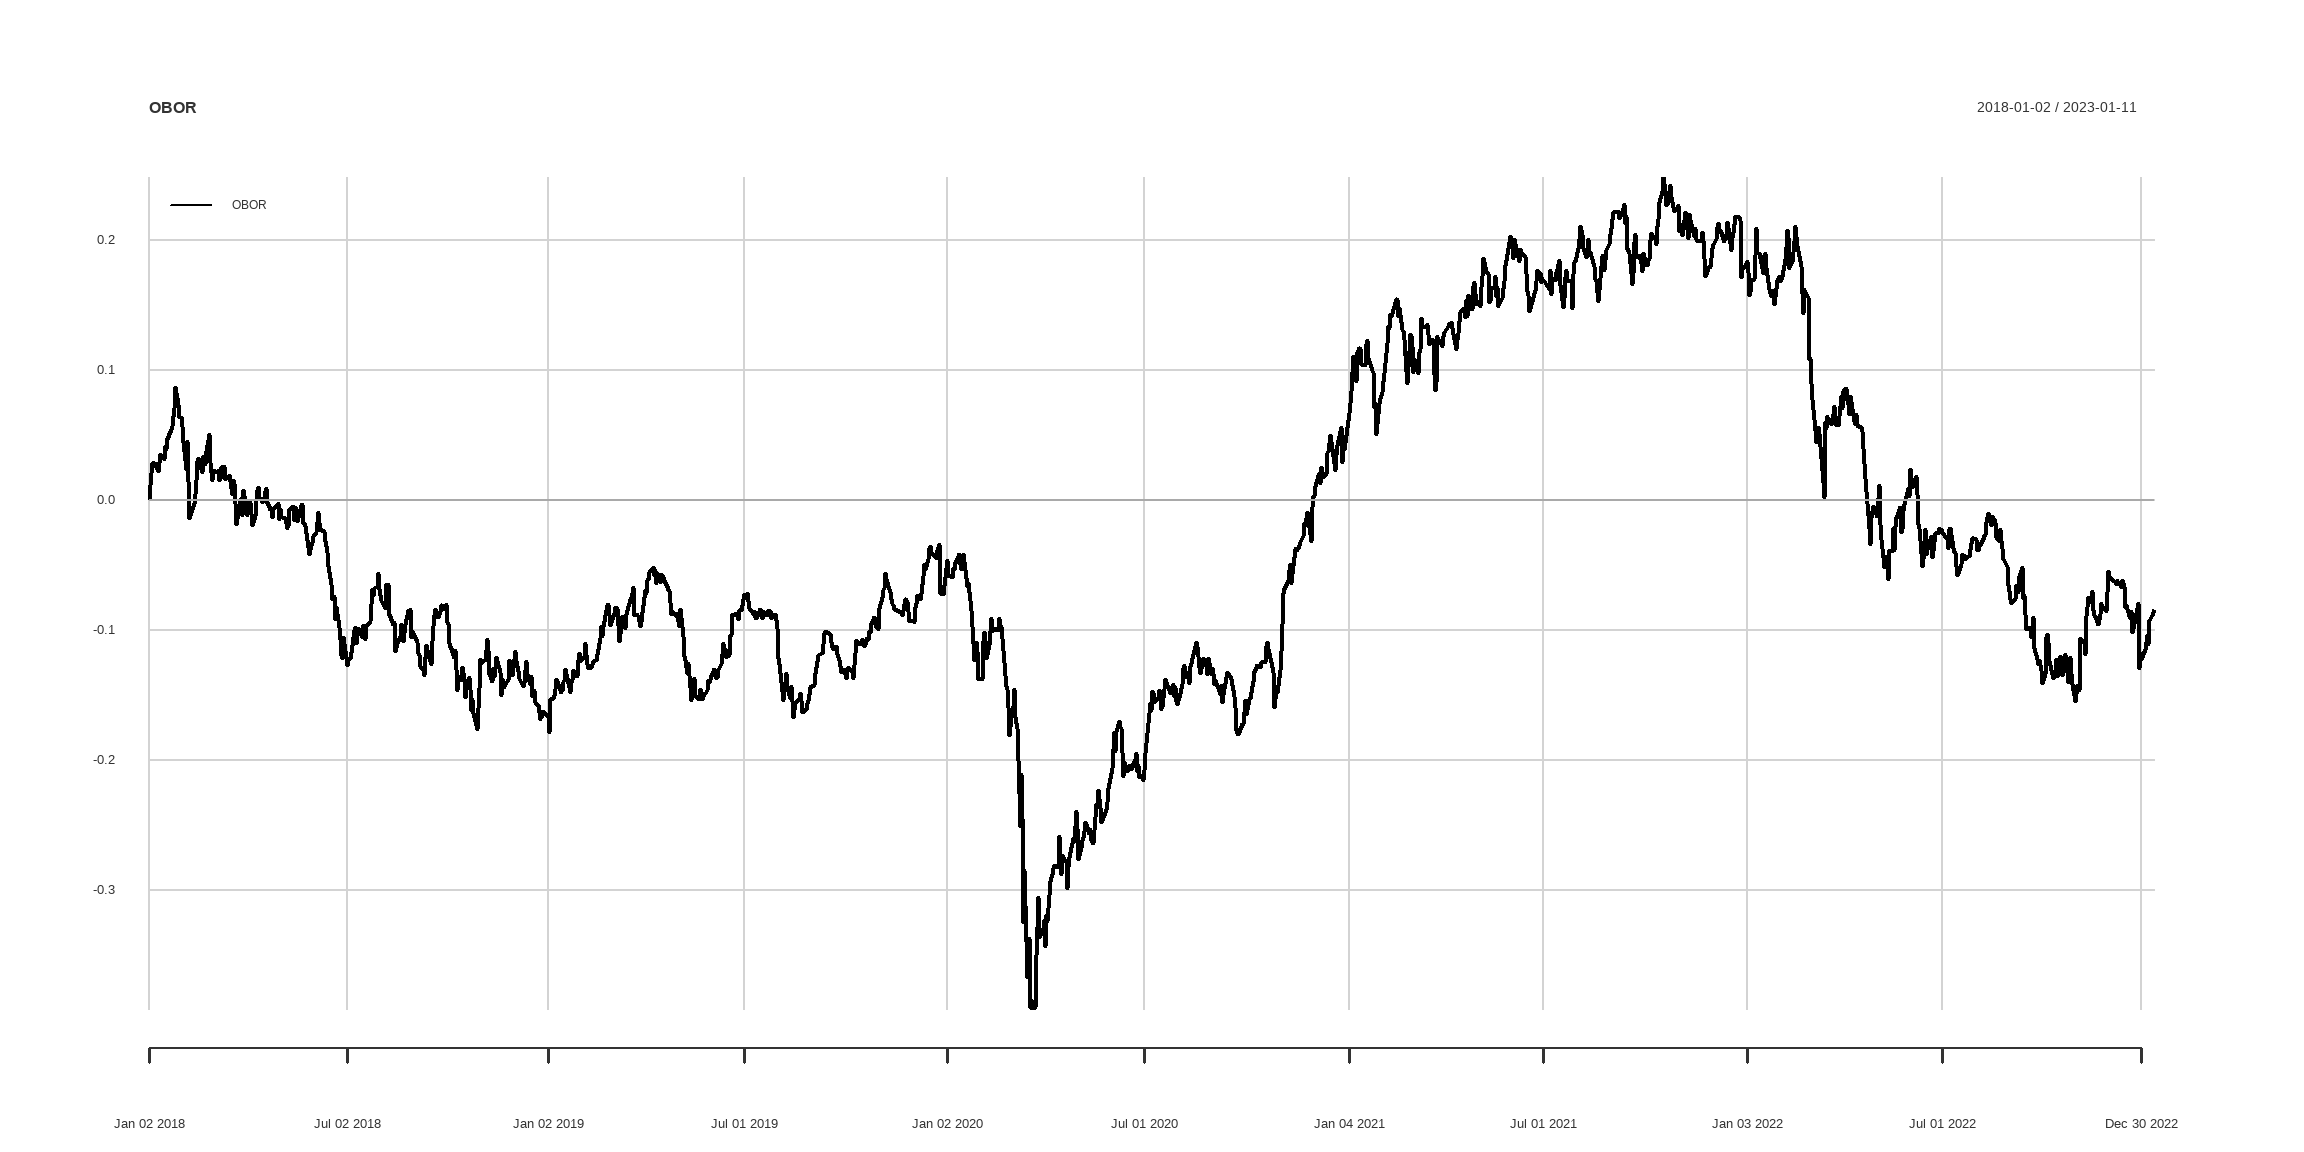 OBOR
2018-01-02 / 2023-01-11
OBOR
0.2
0.1
0.0
-0.1
-0.2
-0.3
Jan 02 2018
Jul 02 2018
Jan 02 2019
Jul 01 2019
Jan 02 2020
Jul 01 2020
Jan 04 2021
Jul 01 2021
Jan 03 2022
Jul 01 2022
Dec 30 2022